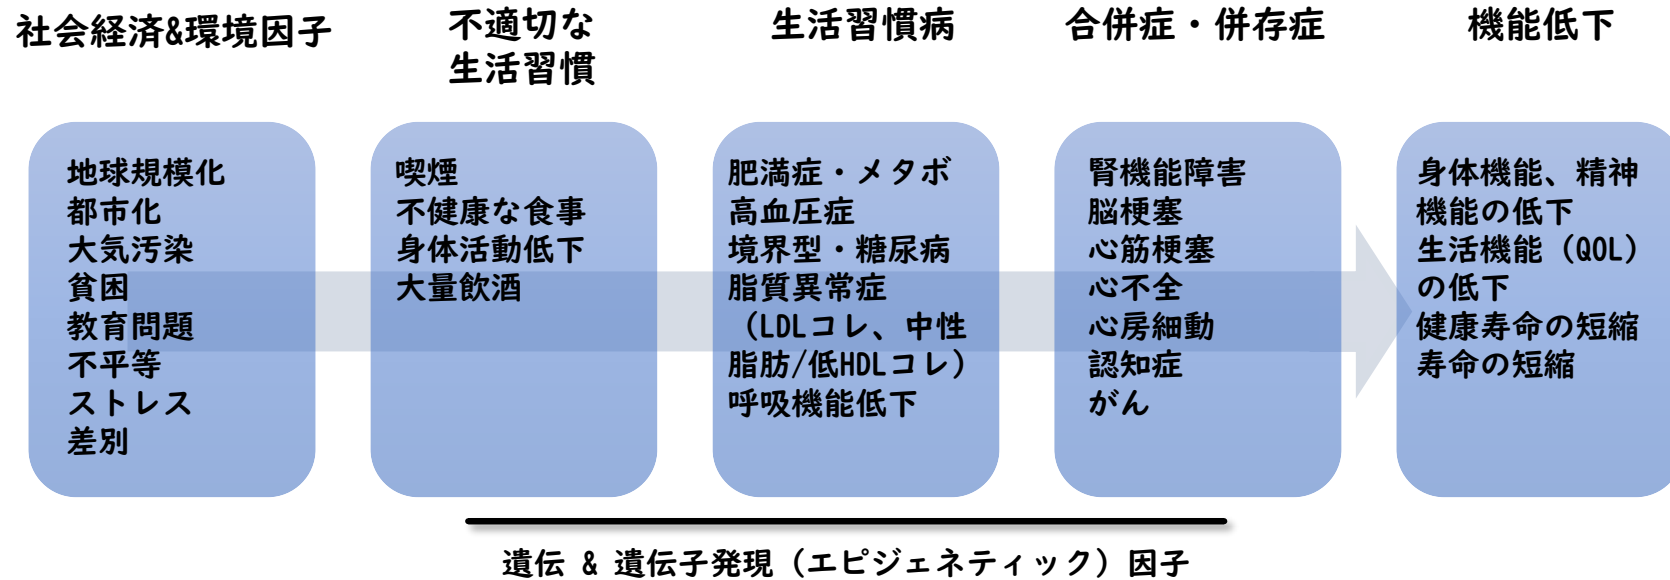 社会経済&環境因子
不適切な
生活習慣
生活習慣病
合併症・併存症
機能低下
地球規模化
都市化
大気汚染
貧困
教育問題
不平等
ストレス
差別
喫煙
不健康な食事
身体活動低下
大量飲酒
肥満症・メタボ
高血圧症
境界型・糖尿病
脂質異常症
（LDLコレ、中性
脂肪/低HDLコレ）
呼吸機能低下
腎機能障害
脳梗塞
心筋梗塞
心不全
心房細動
認知症
がん
身体機能、精神
機能の低下
生活機能（QOL）
の低下
健康寿命の短縮
寿命の短縮
遺伝 & 遺伝子発現（エピジェネティック）因子